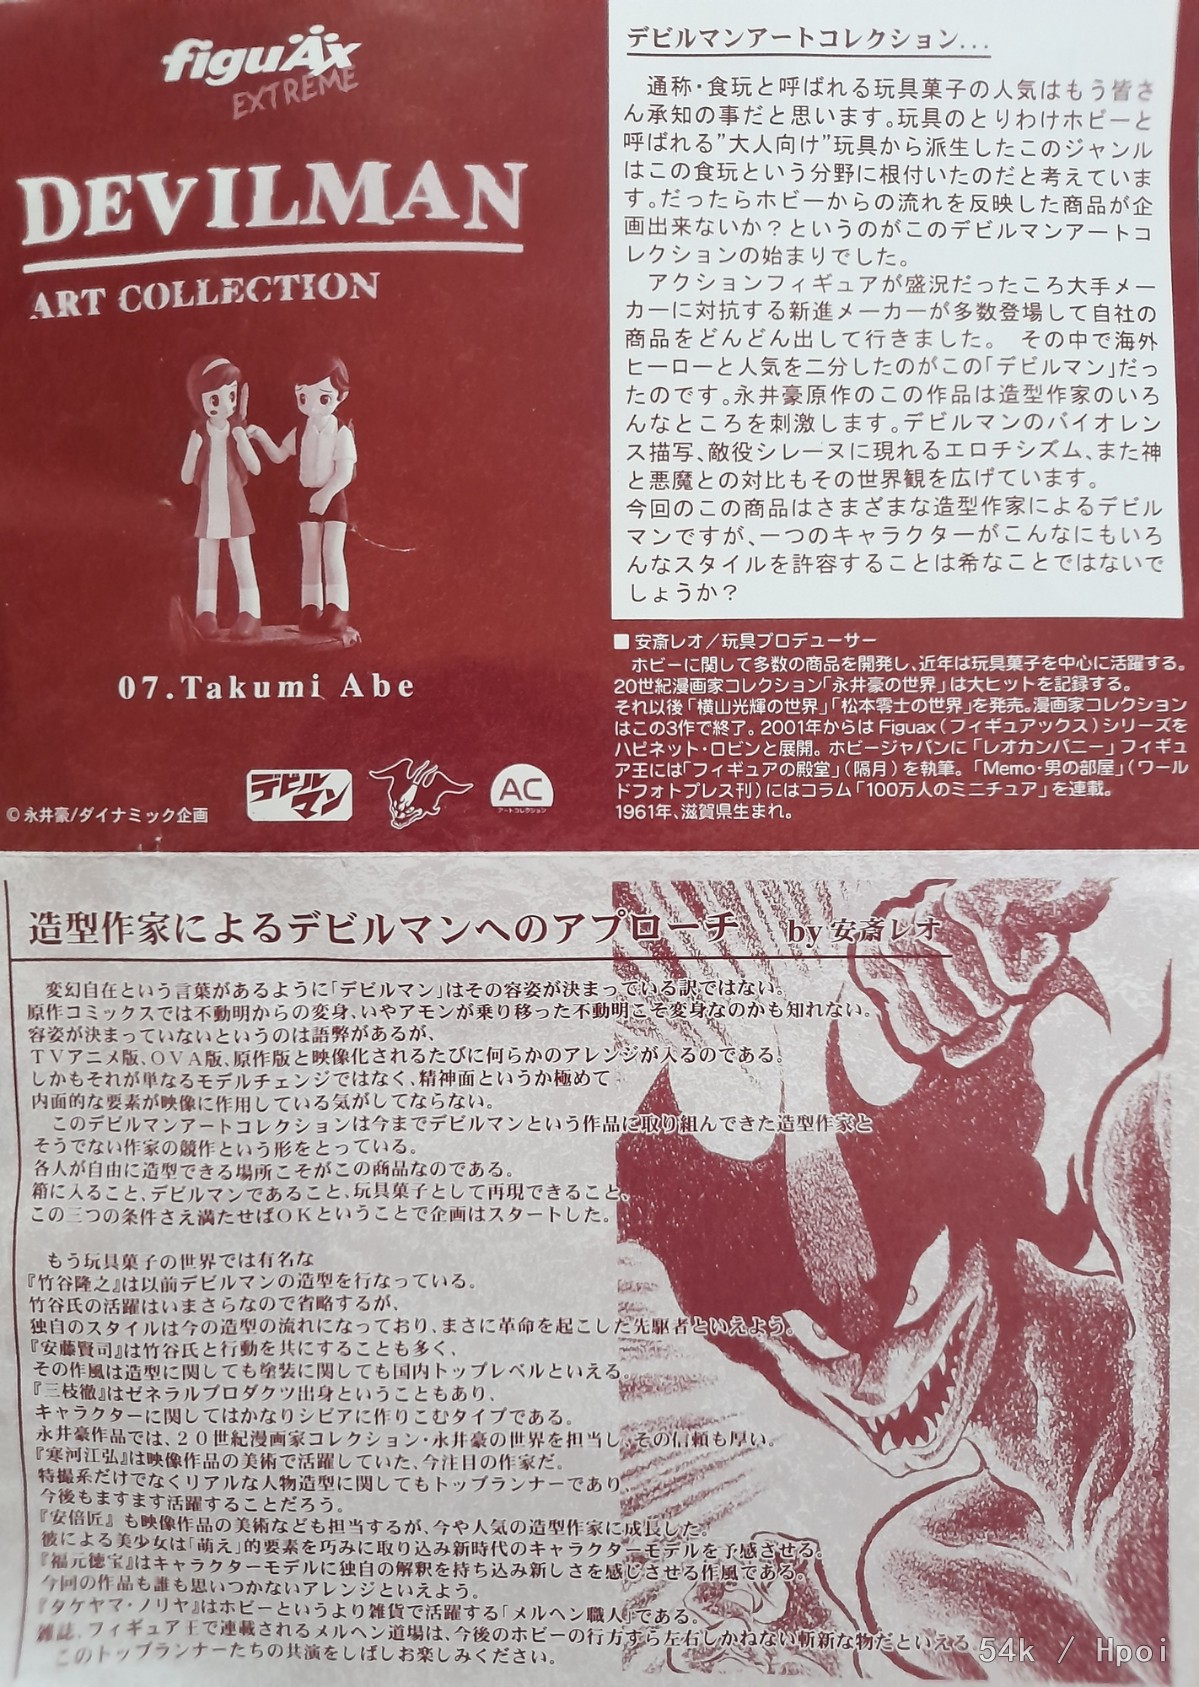 figuAx
EXTREME
DEVILMAN
ART COLLECTION
07.Takumi Abe
デビルマン
AC
アートコレクション
©永井豪/ダイナミック企画
デビルマンアートコレクション...
通称・食玩と呼ばれる玩具菓子の人気はもう皆さ
ん承知の事だと思います。玩具のとりわけホビーと
呼ばれる”大人向け”玩具から派生したこのジャンル
はこの食玩という分野に根付いたのだと考えていま
す。だったらホビーからの流れを反映した商品が企
画出来ないか？というのがこのデビルマンアートコ
レクションの始まりでした。
アクションフィギュアが盛況だったころ大手メー
カーに対抗する新進メーカーが多数登場して自社の
商品をどんどん出して行きました。 その中で海外
ヒーローと人気を二分したのがこの「デビルマン」だっ
たのです。永井豪原作のこの作品は造型作家のいろ
んなところを刺激します。デビルマンのバイオレン
ス描写、敵役シレーヌに現れるエロチシズム、また神
と悪魔との対比もその世界観を広げています。
今回のこの商品はさまざまな造型作家によるデビル
マンですが、一つのキャラクターがこんなにもいろ
んなスタイルを許容することは希なことではないで
しょうか？
■ 安斎レオ／玩具プロデューサー
ホビーに関して多数の商品を開発し、近年は玩具菓子を中心に活躍する。
20世紀漫画家コレクション「永井豪の世界」は大ヒットを記録する。
それ以後「横山光輝の世界」「松本零士の世界」を発売。漫画家コレクション
はこの3作で終了。2001年からは Figuax（フィギュアックス）シリーズを
ハピネット・ロビンと展開。ホビージャパンに「レオカンパニー」フィギュ
ア王には「フィギュアの殿堂」（隔月）を執筆。「Memo・男の部屋」（ワール
ドフォトプレス刊）にはコラム「100万人のミニチュア」を連載。
1961年、滋賀県生まれ。
造型作家によるデビルマンへのアプローチ by 安斎レオ
変幻自在という言葉があるように「デビルマン」はその容姿が決まっている訳ではない。
原作コミックスでは不動明からの変身、いやアモンが乗り移った不動明こそ変身なのかも知れない。
容姿が決まっていないというのは語弊があるが、
ＴＶアニメ版、ＯＶＡ版、原作版と映像化されるたびに何らかのアレンジが入るのである。
しかもそれが単なるモデルチェンジではなく、精神面というか極めて
内面的な要素が映像に作用している気がしてならない。
このデビルマンアートコレクションは今までデビルマンという作品に取り組んできた造型作家と
そうでない作家の競作という形をとっている。
各人が自由に造型できる場所こそがこの商品なのである。
箱に入ること、デビルマンであること、玩具菓子として再現できること、
この三つの条件さえ満たせばＯＫということで企画はスタートした。
もう玩具菓子の世界では有名な
『竹谷隆之』は以前デビルマンの造型を行なっている。
竹谷氏の活躍はいまさらなので省略するが、
独自のスタイルは今の造型の流れになっており、まさに革命を起こした先駆者といえよう。
『安藤賢司』は竹谷氏と行動を共にすることも多く、
その作風は造型に関しても塗装に関しても国内トップレベルといえる。
『三枝徹』はゼネラルプロダクツ出身ということもあり、
キャラクターに関してはかなりシビアに作りこむタイプである。
永井豪作品では、２０世紀漫画家コレクション・永井豪の世界を担当し、その信頼も厚い。
『寒河江弘』は映像作品の美術で活躍していた、今注目の作家だ。
特撮系だけでなくリアルな人物造型に関してもトップランナーであり、
今後もますます活躍することだろう。
『安倍匠』も映像作品の美術なども担当するが、今や人気の造型作家に成長した。
彼による美少女は「萌え」的要素を巧みに取り込み新時代のキャラクターモデルを予感させる。
『福元徳宝』はキャラクターモデルに独自の解釈を持ち込み新しさを感じさせる作風である。
今回の作品も誰も思いつかないアレンジといえよう。
『タケヤマ・ノリヤ』はホビーというより雑貨で活躍する「メルヘン職人」である。
雑誌、フィギュア王で連載されるメルヘン道場は、今後のホビーの行方すら左右しかねない斬新な物だといえる。
このトップランナーたちの共演をしばしお楽しみください。
54k / Hpoi